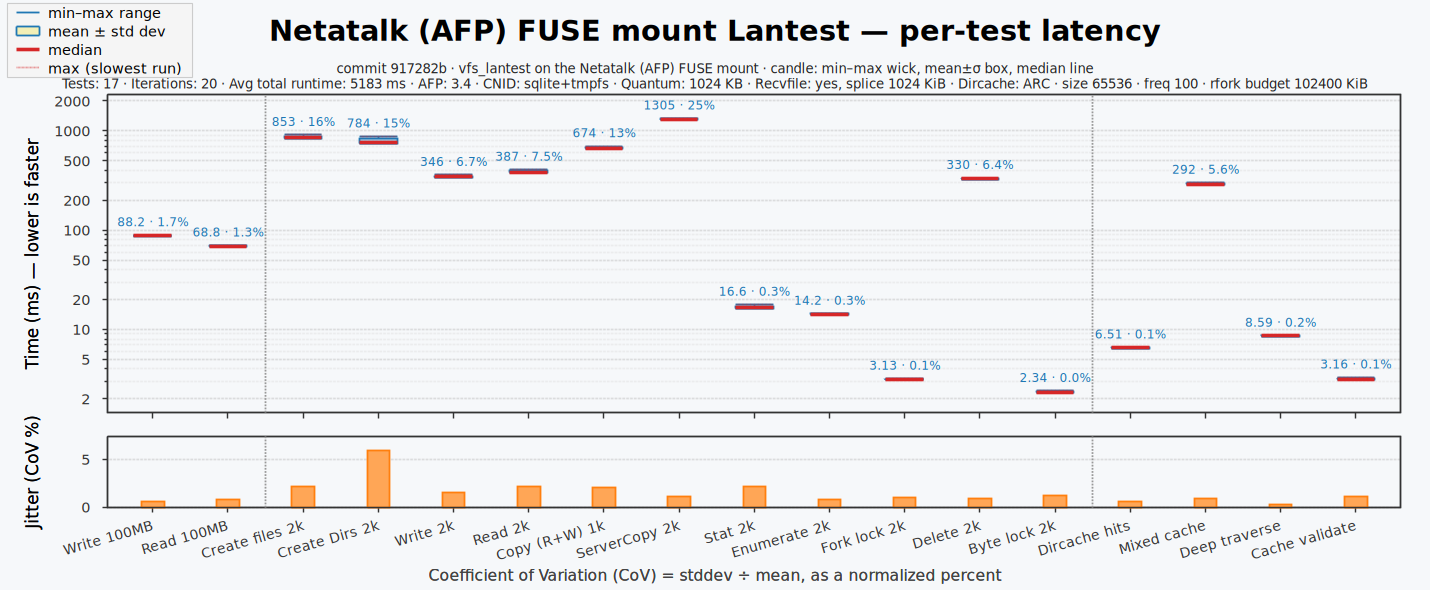 min–max range
mean ± std dev
median
max (slowest run)
Netatalk (AFP) FUSE mount Lantest — per-test latency
commit 917282b · vfs_lantest on the Netatalk (AFP) FUSE mount · candle: min–max wick, mean±σ box, median line
Tests: 17 · Iterations: 20 · Avg total runtime: 5183 ms · AFP: 3.4 · CNID: sqlite+tmpfs · Quantum: 1024 KB · Recvfile: yes, splice 1024 KiB · Dircache: ARC · size 65536 · freq 100 · rfork budget 102400 KiB
Time (ms) — lower is faster
2000
1000
500
200
100
50
20
10
5
2
88.2 · 1.7%
68.8 · 1.3%
853 · 16%
784 · 15%
346 · 6.7%
387 · 7.5%
674 · 13%
1305 · 25%
16.6 · 0.3%
14.2 · 0.3%
3.13 · 0.1%
330 · 6.4%
2.34 · 0.0%
6.51 · 0.1%
292 · 5.6%
8.59 · 0.2%
3.16 · 0.1%
Jitter (CoV %)
5
0
Write 100MB
Read 100MB
Create files 2k
Create Dirs 2k
Write 2k
Read 2k
Copy (R+W) 1k
ServerCopy 2k
Stat 2k
Enumerate 2k
Fork lock 2k
Delete 2k
Byte lock 2k
Dircache hits
Mixed cache
Deep traverse
Cache validate
Coefficient of Variation (CoV) = stddev ÷ mean, as a normalized percent